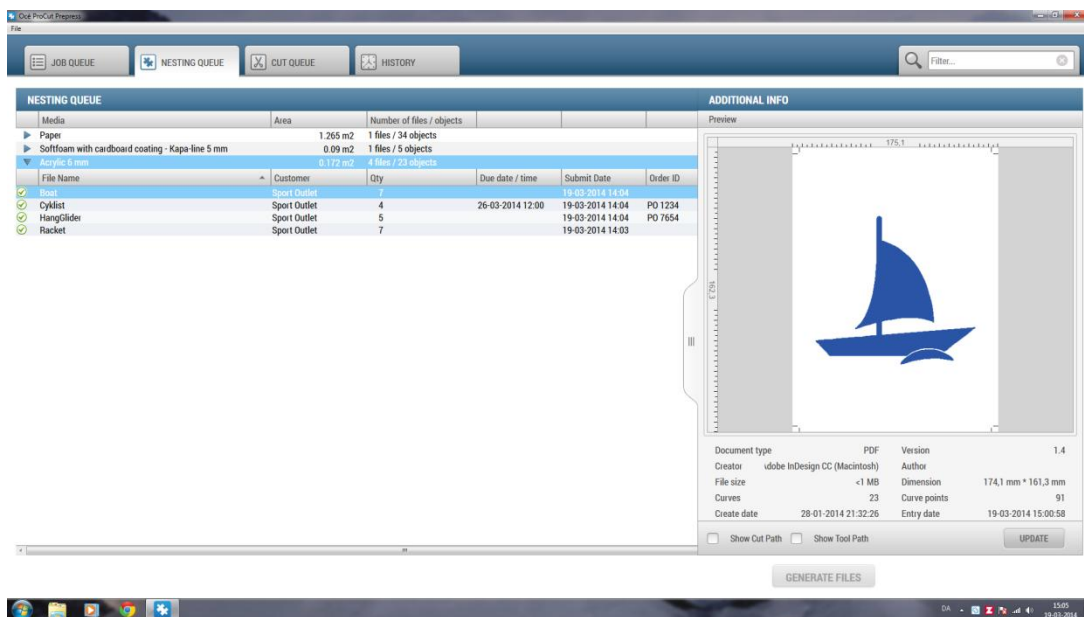 Océ ProCut Prepress
File
JOB QUEUE NESTING QUEUE CUT QUEUE HISTORY Filter...
NESTING QUEUE ADDITIONAL INFO
Media Area Number of files / objects Preview
Paper 1.265 m2 1 files / 34 objects
Softfoam with cardboard coating - Kapa-line 5 mm 0.09 m2 1 files / 5 objects
Acrylic 6 mm 0.172 m2 4 files / 23 objects
File Name Customer Qty Due date / time Submit Date Order ID
Boat Sport Outlet 7 19-03-2014 14:04
Cyklist Sport Outlet 4 26-03-2014 12:00 19-03-2014 14:04 PO 1234
HangGlider Sport Outlet 5 19-03-2014 14:04 PO 7654
Racket Sport Outlet 7 19-03-2014 14:03
175,1
162,3
Document type PDF Version 1.4
Creator \dobe InDesign CC (Macintosh) Author
File size <1 MB Dimension 174,1 mm * 161,3 mm
Curves 23 Curve points 91
Create date 28-01-2014 21:32:26 Entry date 19-03-2014 15:00:58
Show Cut Path Show Tool Path UPDATE
GENERATE FILES
DA 15:05
19-03-2014